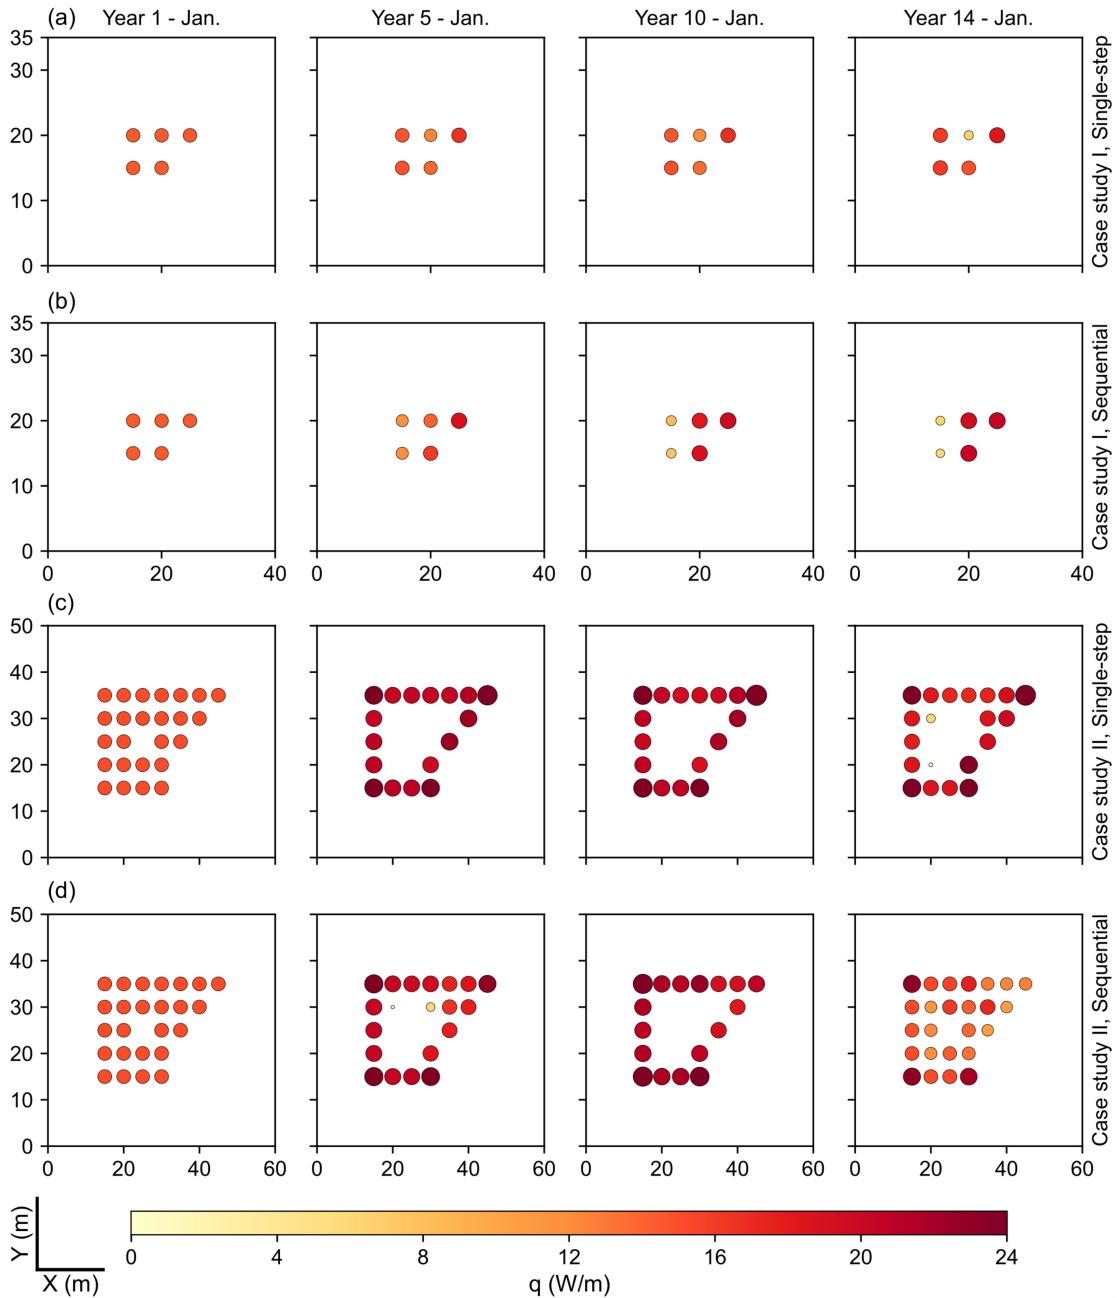 (a) Year 1 - Jan. Year 5 - Jan. Year 10 - Jan. Year 14 - Jan.
35
30
20
10
0
Case study I, Single-step
(b)
35
30
20
10
0
0 20 40 0 20 40 0 20 40 0 20 40
Case study I, Sequential
(c)
50
40
30
20
10
0
Case study II, Single-step
(d)
50
40
30
20
10
0
0 20 40 60 0 20 40 60 0 20 40 60 0 20 40 60
Case study II, Sequential
Y (m)
X (m)
0 4 8 12 16 20 24
q (W/m)